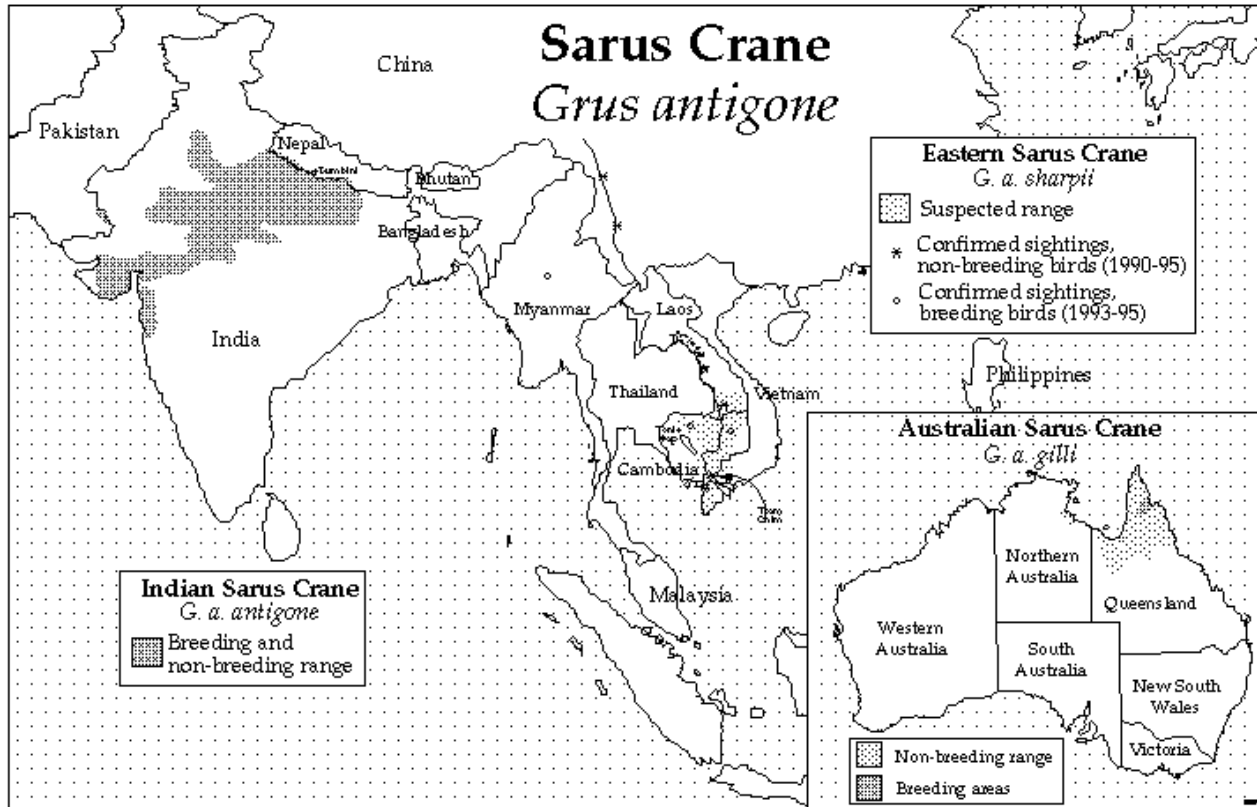 Sarus Crane
Grus antigone
China
Pakistan
Nepal
Bhutan
Bangladesh
India
Myanmar
Laos
Thailand
Vietnam
Cambodia
Malaysia
Philippines
Eastern Sarus Crane
G. a. sharpii
Suspected range
Confirmed sightings,
non-breeding birds (1990-95)
Confirmed sightings,
breeding birds (1993-95)
Indian Sarus Crane
G. a. antigone
Breeding and
non-breeding range
Australian Sarus Crane
G. a. gilli
Northern
Australia
Queensland
Western
Australia
South
Australia
New South
Wales
Victoria
Non-breeding range
Breeding areas